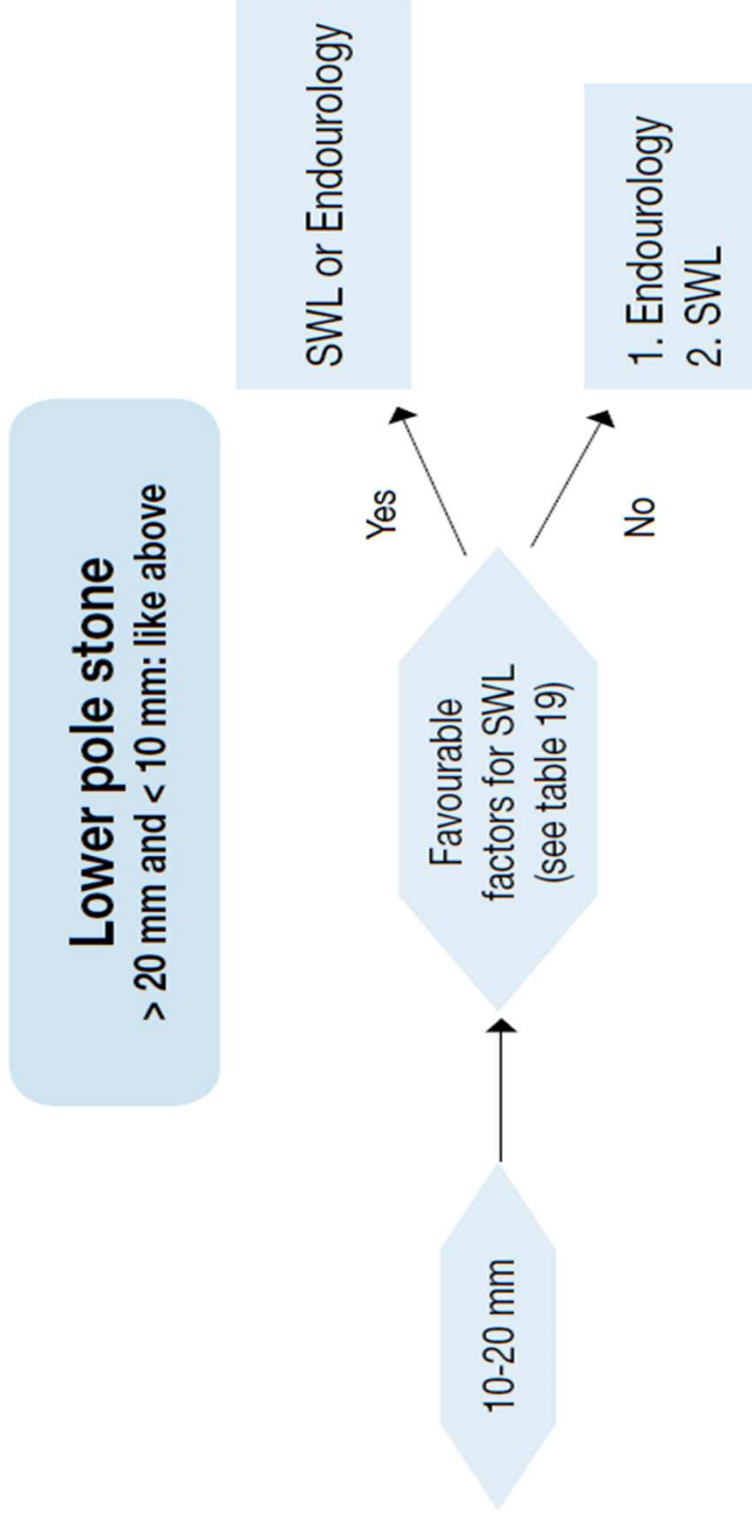 Lower pole stone
> 20 mm and < 10 mm: like above
10-20 mm
Favourable
factors for SWL
(see table 19)
Yes
SWL or Endourology
No
1. Endourology
2. SWL